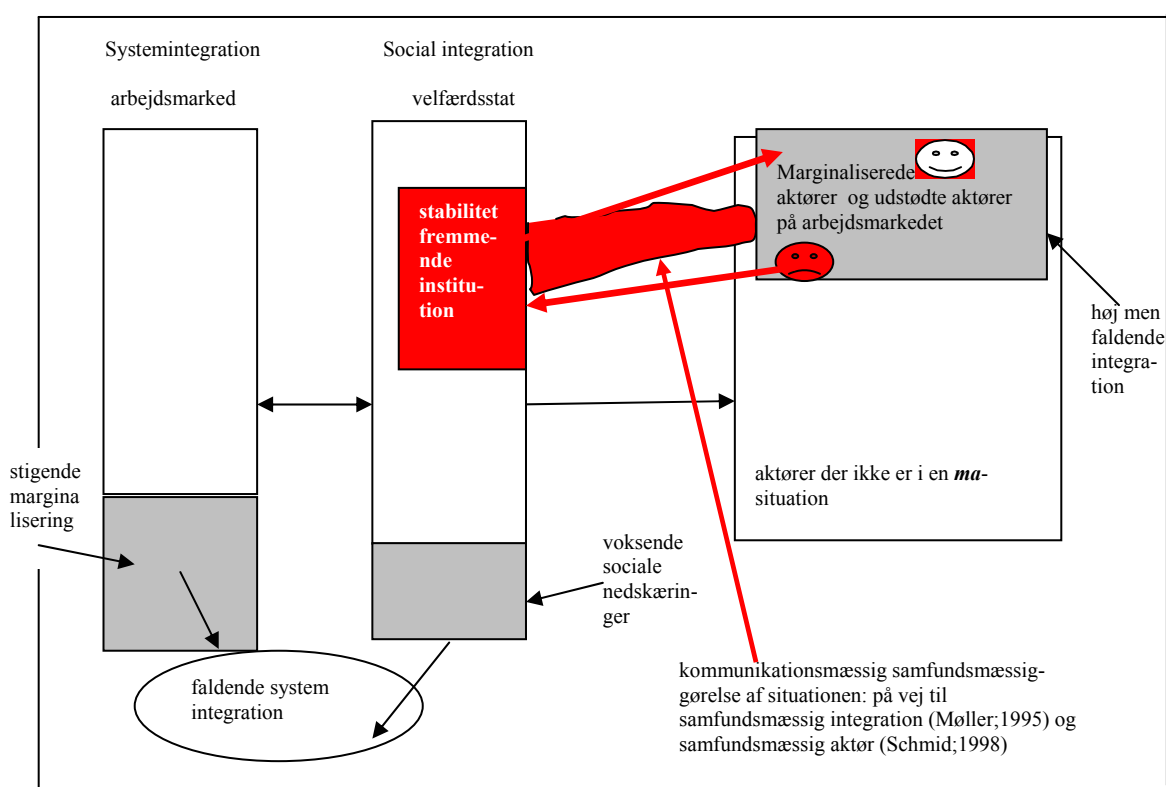 Systemintegration
Social integration
arbejdsmarked
velfærdsstat
stabilitet
fremme-
nde
institu-
tion
Marginaliserede
aktører og udstødte aktører
på arbejdsmarkedet
høj men
faldende
integra-
tion
aktører der ikke er i en ma-
situation
stigende
margina
lisering
voksende
sociale
nedskærin-
ger
faldende system
integration
kommunikationsmæssig samfundsmæssig-
gørelse af situationen: på vej til
samfundsmæssig integration (Møller;1995) og
samfundsmæssig aktør (Schmid;1998)